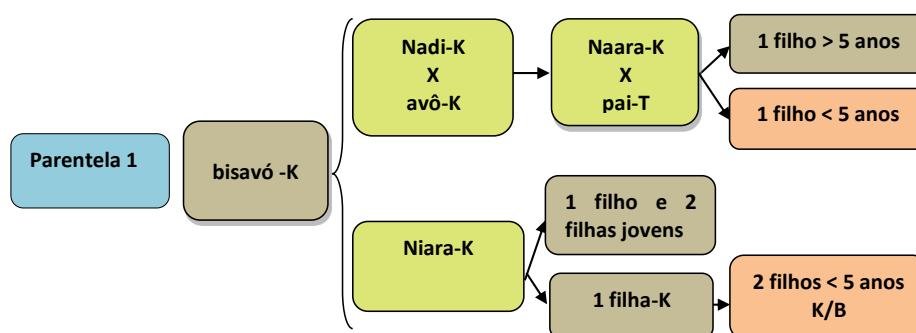 Parentela 1
bisavó -K
Nadi-K
X
avô-K
Naara-K
X
pai-T
1 filho > 5 anos
1 filho < 5 anos
Niara-K
1 filho e 2
filhas jovens
1 filha-K
2 filhos < 5 anos
K/B